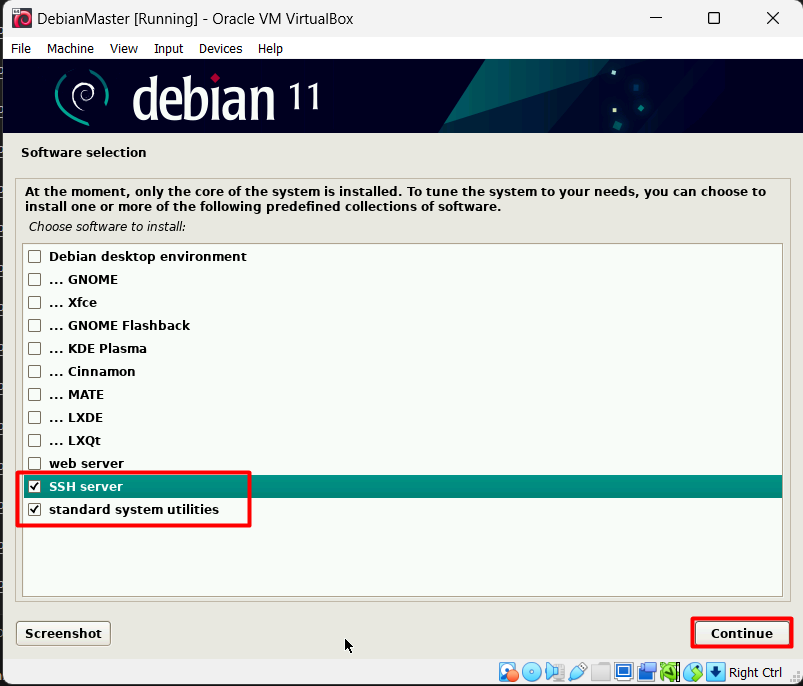 DebianMaster [Running] - Oracle VM VirtualBox
File Machine View Input Devices Help
debian 11
Software selection
At the moment, only the core of the system is installed. To tune the system to your needs, you can choose to
install one or more of the following predefined collections of software.
Choose software to install:
Debian desktop environment
... GNOME
... Xfce
... GNOME Flashback
... KDE Plasma
... Cinnamon
... MATE
... LXDE
... LXQt
web server
SSH server
standard system utilities
Screenshot
Continue
Right Ctrl